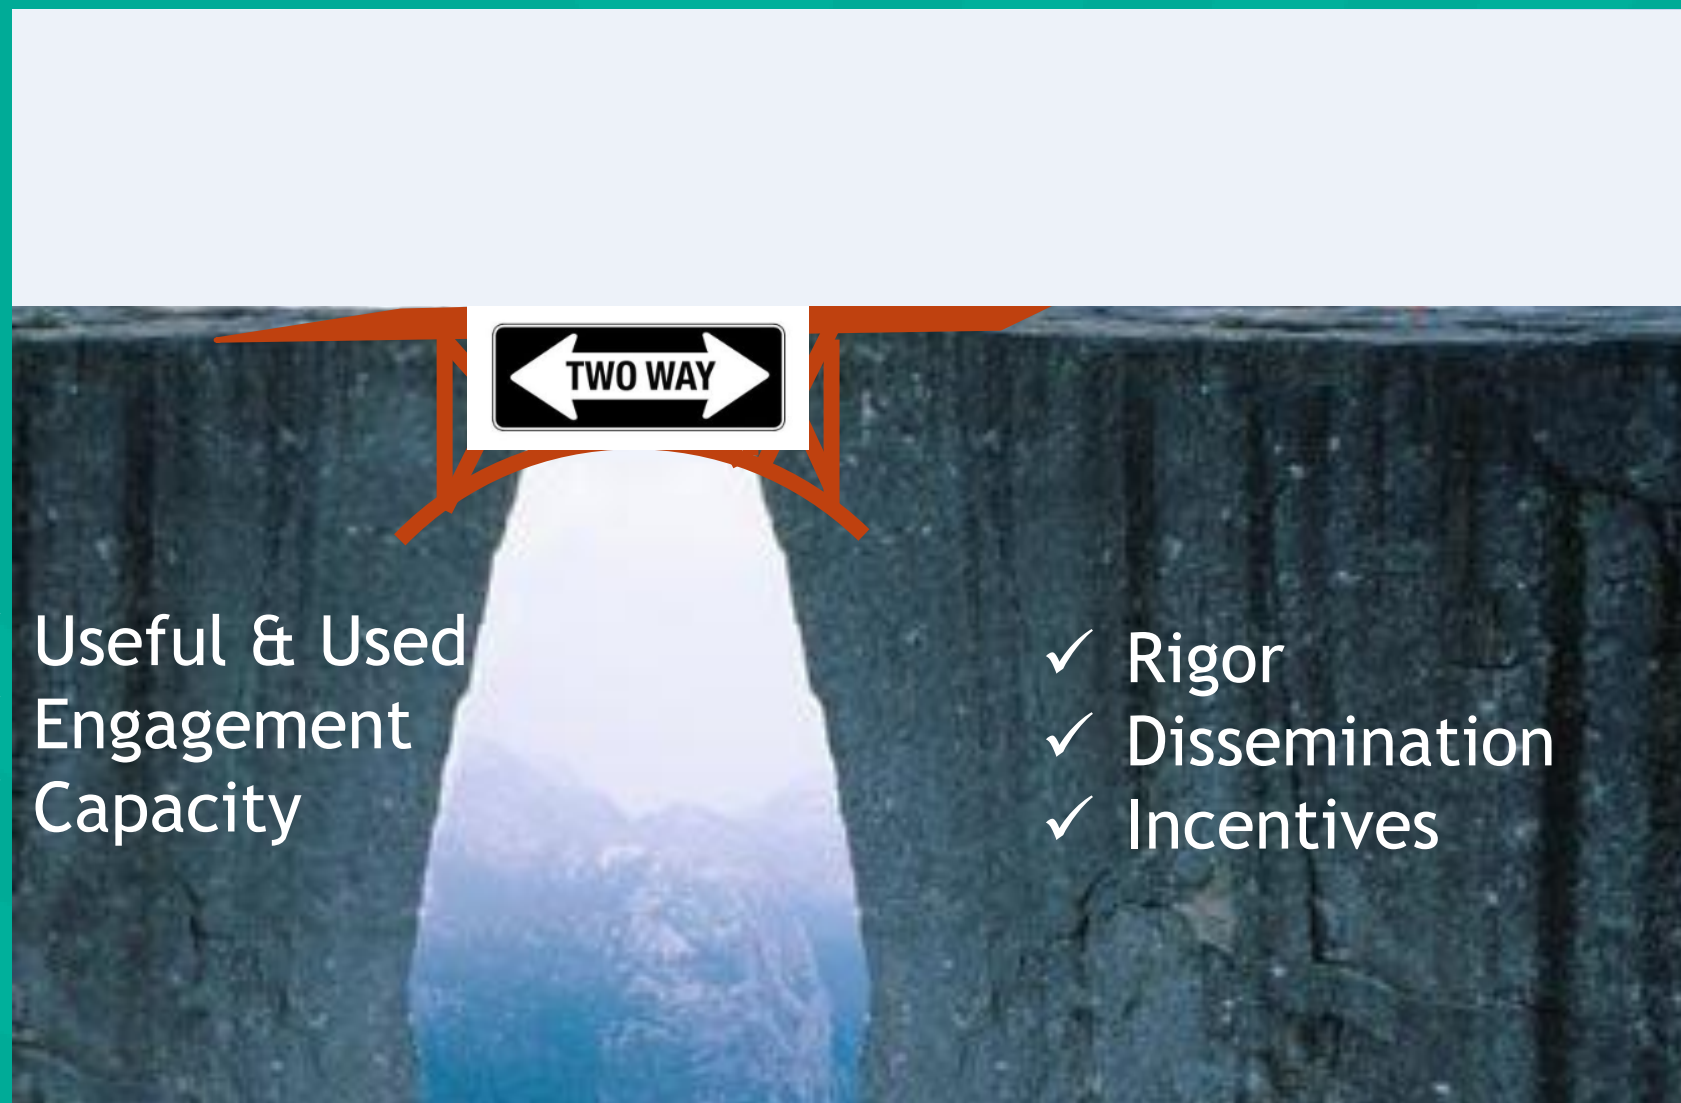 TWO WAY
Useful & Used
Engagement
Capacity
✓ Rigor
✓ Dissemination
✓ Incentives